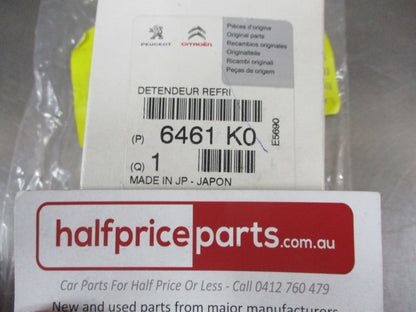 PEUGEOT
CITROËN
Pièces d'origine
Original parts
Recambios originales
Originalteile
Ricambi originali
Peças de origem
DETENDEUR REFRI
(P) 6461 K0
E5690
(Q) 1
MADE IN JP - JAPON
halfpriceparts.com.au
Car Parts For Half Price Or Less - Call 0412 760 479
New and used parts from major manufacturers